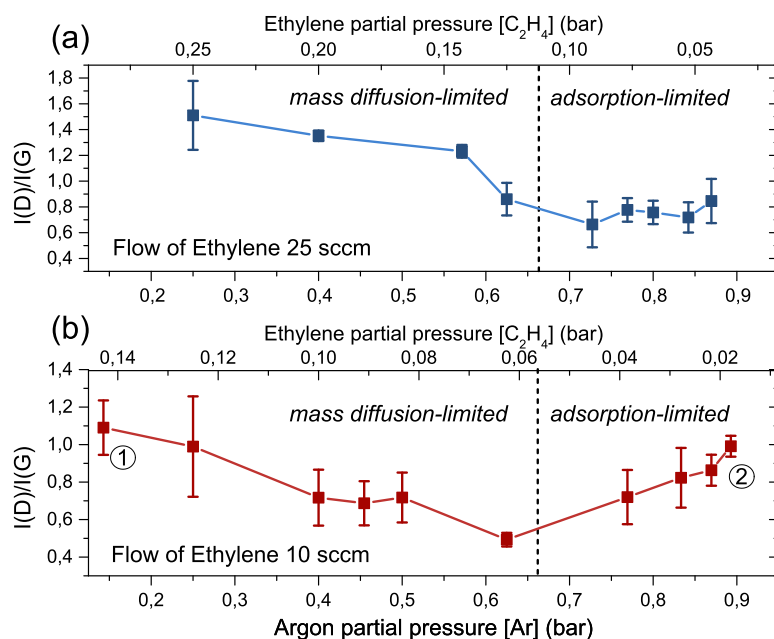 (a)
Ethylene partial pressure [C₂H₄] (bar)
0,25 0,20 0,15 0,10 0,05
1,8
1,6
1,4
1,2
1,0
0,8
0,6
0,4
I(D)/I(G)
mass diffusion-limited adsorption-limited
Flow of Ethylene 25 sccm
0,2 0,3 0,4 0,5 0,6 0,7 0,8 0,9
(b)
Ethylene partial pressure [C₂H₄] (bar)
0,14 0,12 0,10 0,08 0,06 0,04 0,02
1,4
1,2
1,0
0,8
0,6
0,4
I(D)/I(G)
mass diffusion-limited adsorption-limited
1 2
Flow of Ethylene 10 sccm
0,2 0,3 0,4 0,5 0,6 0,7 0,8 0,9
Argon partial pressure [Ar] (bar)